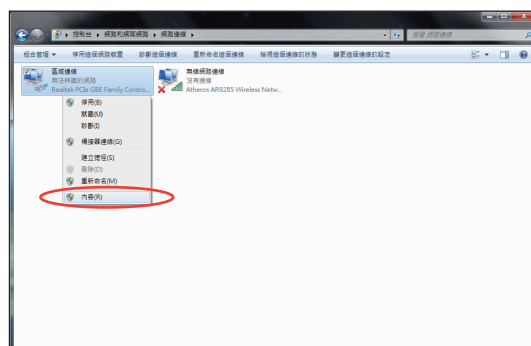 控制台 ▸ 網路和網際網路 ▸ 網路連線 ▸
搜尋 網路連線
組合管理 ▾ 停用這個網路裝置 診斷這個連線 重新命名這個連線 檢視這個連線的狀態 變更這個連線的設定
區域連線
無法辨識的網路
Realtek PCIe GBE Family Contro...
無線網路連線
沒有連線
Atheros AR9285 Wireless Netw...
停用(B)
狀態(U)
診斷(I)
橋接器連線(G)
建立捷徑(S)
刪除(D)
重新命名(M)
內容(R)